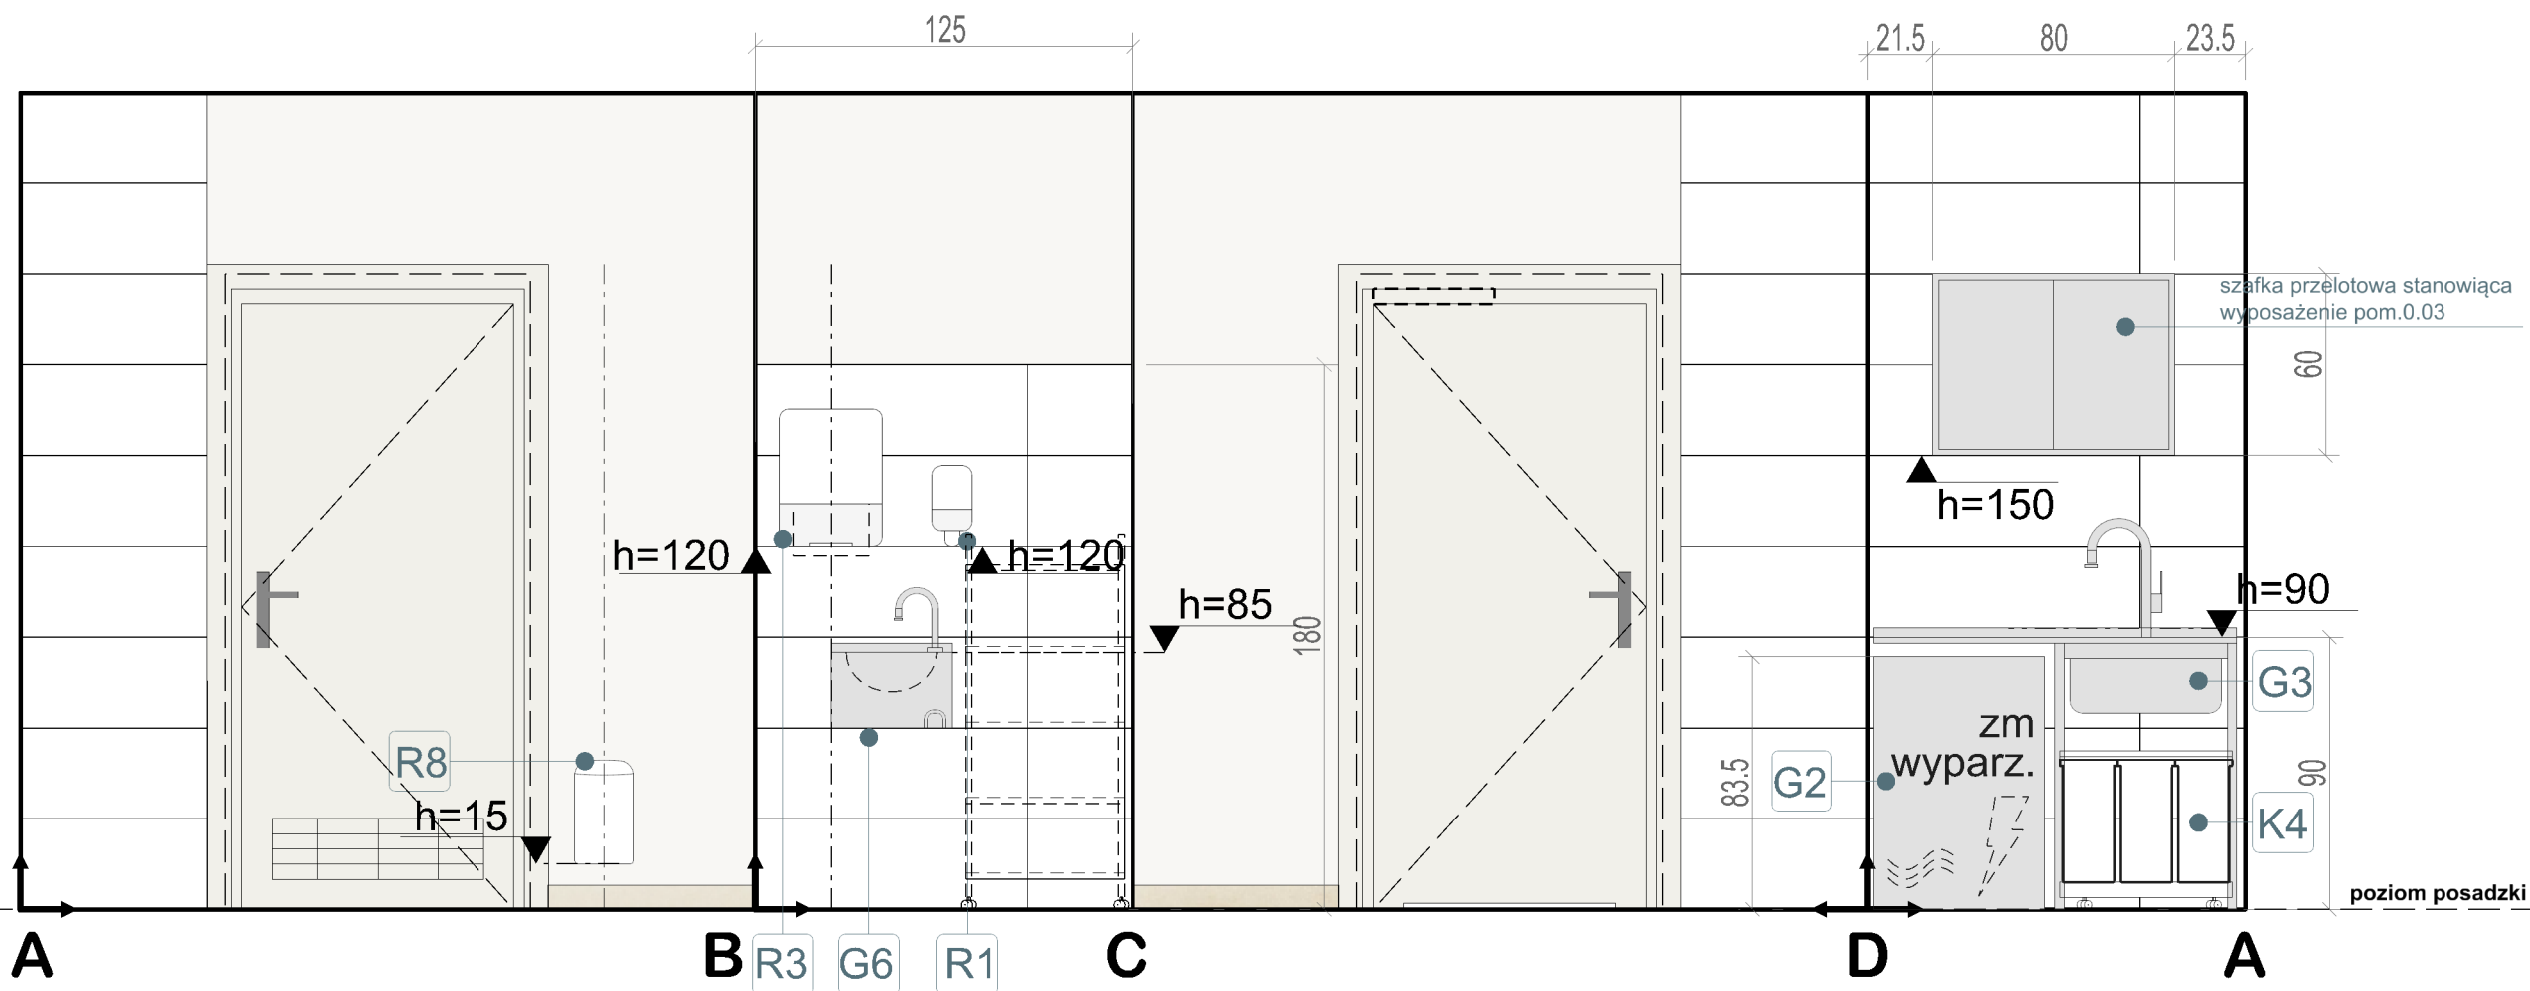 125
21.5
80
23.5
szafka przelotowa stanowiąca
wyposażenie pom.0.03
60
h=150
h=120
h=120
h=90
h=85
180
G3
zm
wyparz.
R8
83.5
G2
90
h=15
K4
poziom posadzki
A
B
R3
G6
R1
C
D
A